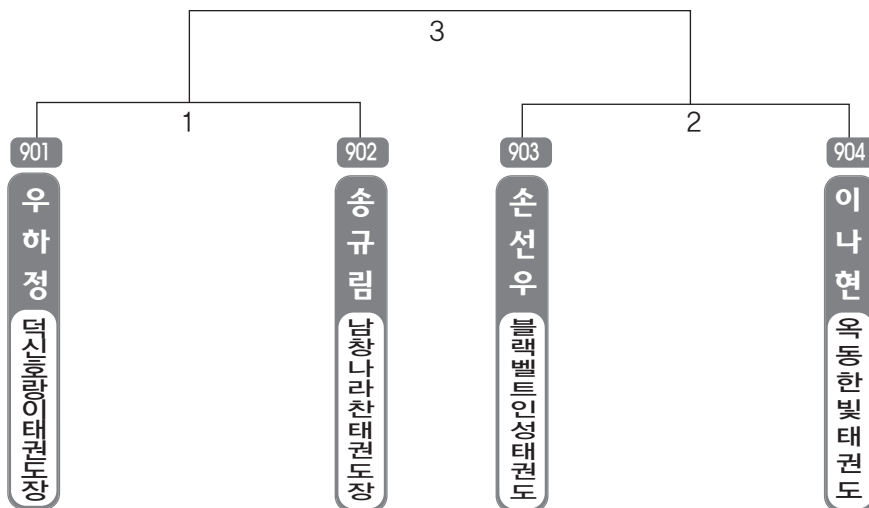 3
1
2
901
902
903
904
우하정
송규림
손선우
이나현
덕신호랑이태권도장
남창나라찬태권도장
블랙벨트인성태권도
옥동한빛태권도